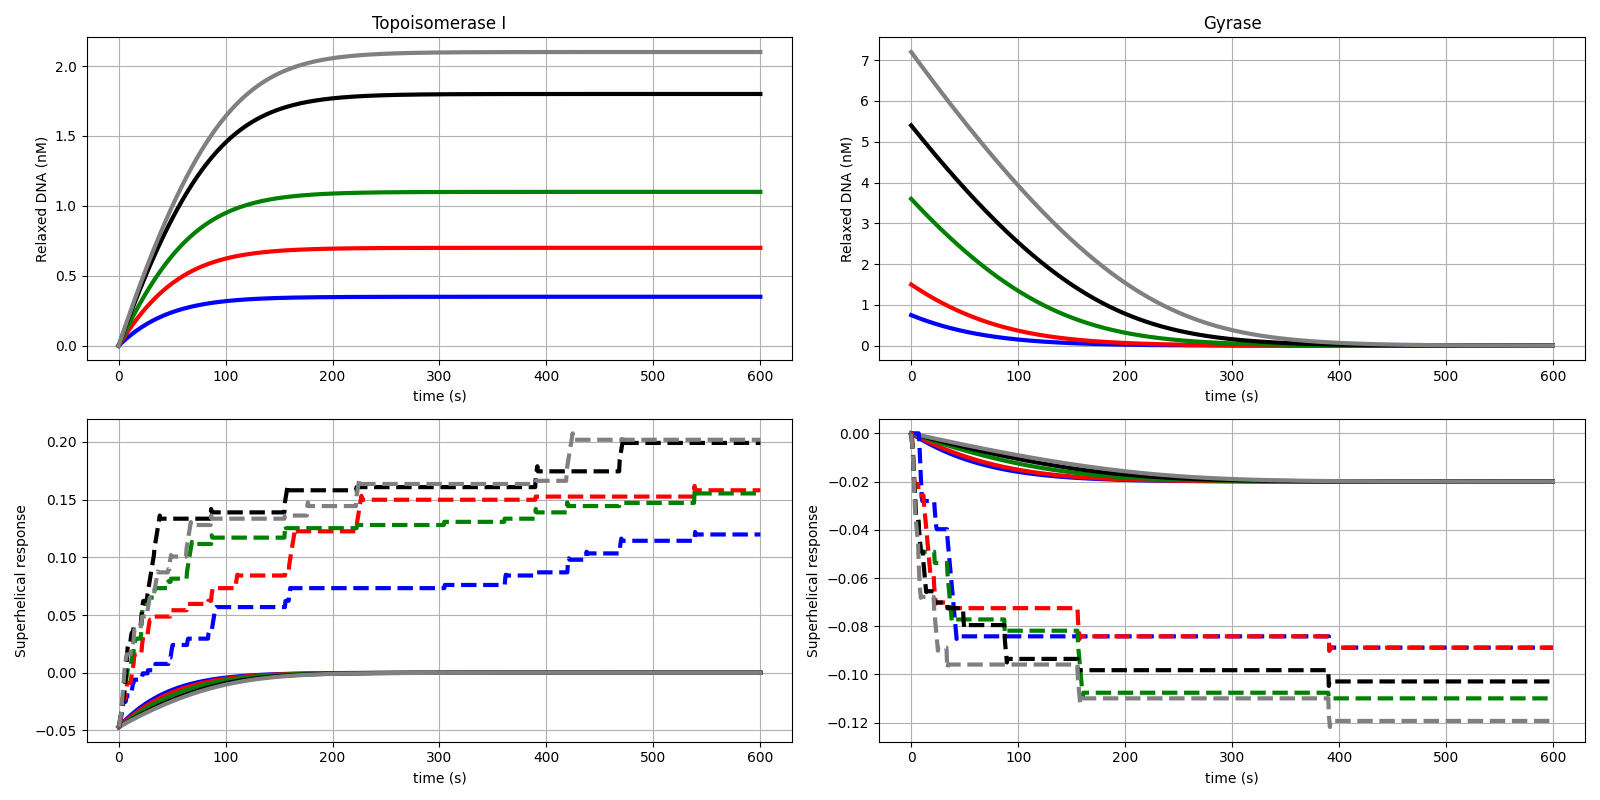 Topoisomerase I
Relaxed DNA (nM)
2.0
1.5
1.0
0.5
0.0
0 100 200 300 400 500 600
time (s)
Gyrase
Relaxed DNA (nM)
7
6
5
4
3
2
1
0
0 100 200 300 400 500 600
time (s)
Superhelical response
0.20
0.15
0.10
0.05
0.00
−0.05
0 100 200 300 400 500 600
time (s)
Superhelical response
0.00
−0.02
−0.04
−0.06
−0.08
−0.10
−0.12
0 100 200 300 400 500 600
time (s)